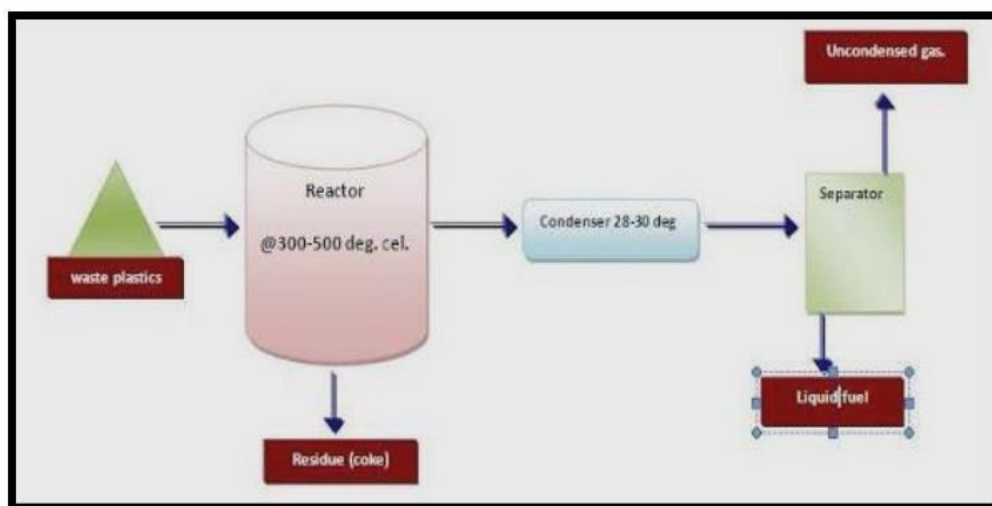 Uncondensed gas.
Reactor
@300-500 deg. cel.
waste plastics
Condenser 28-30 deg
Separator
Liquid fuel
Residue (coke)